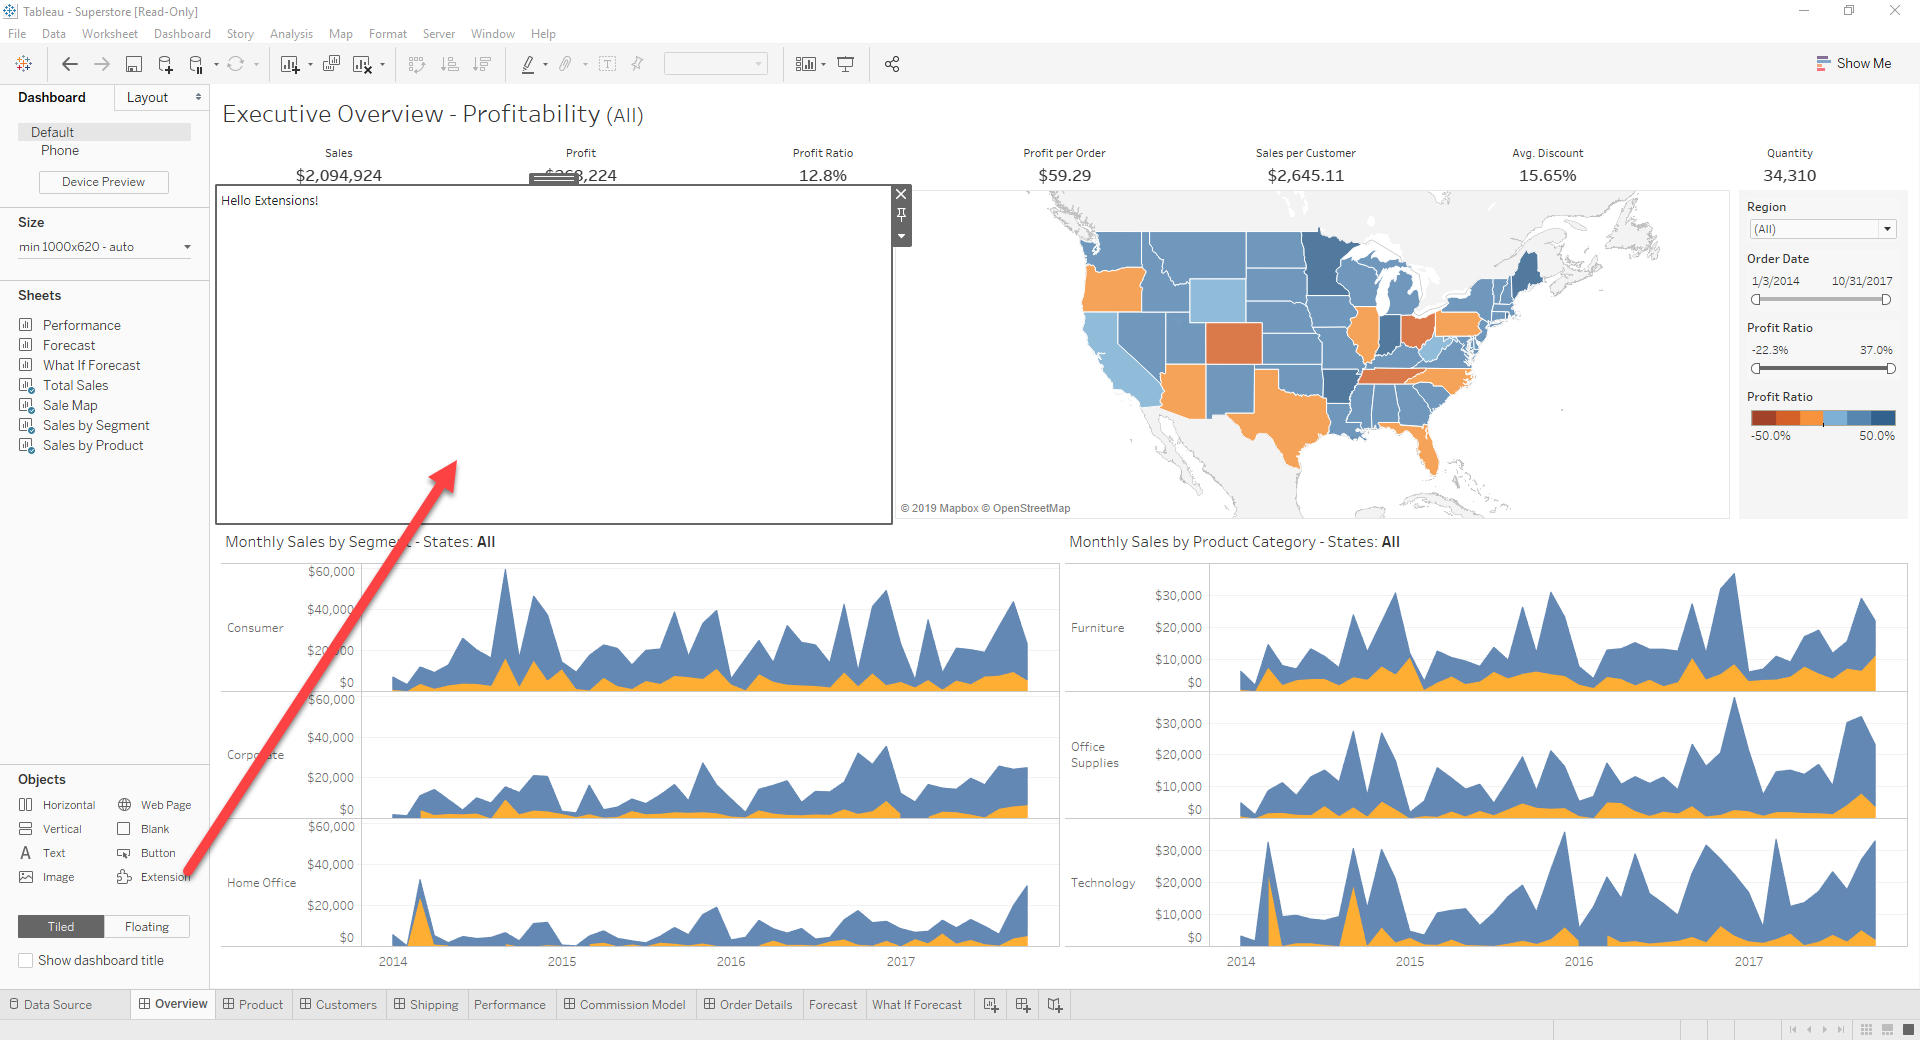 Tableau - Superstore [Read-Only]
File Data Worksheet Dashboard Story Analysis Map Format Server Window Help
Show Me
Dashboard Layout
Default
Phone
Device Preview
Size
min 1000x620 - auto
Sheets
Performance
Forecast
What If Forecast
Total Sales
Sale Map
Sales by Segment
Sales by Product
Objects
Horizontal Web Page
Vertical Blank
Text Button
Image Extension
Tiled Floating
Show dashboard title
Executive Overview - Profitability (All)
Sales Profit Profit Ratio Profit per Order Sales per Customer Avg. Discount Quantity
$2,094,924 8,224 12.8% $59.29 $2,645.11 15.65% 34,310
Hello Extensions!
© 2019 Mapbox © OpenStreetMap
Region
(All)
Order Date
1/3/2014 10/31/2017
Profit Ratio
-22.3% 37.0%
Profit Ratio
-50.0% 50.0%
Monthly Sales by Segment - States: All
$60,000
$40,000
Consumer
$20,000
$0
$60,000
$40,000
Corporate
$20,000
$0
$60,000
$40,000
Home Office
$20,000
$0
2014 2015 2016 2017
Monthly Sales by Product Category - States: All
$30,000
Furniture $20,000
$10,000
$0
$30,000
Office
Supplies
$20,000
$10,000
$0
$30,000
Technology $20,000
$10,000
$0
2014 2015 2016 2017
Data Source Overview Product Customers Shipping Performance Commission Model Order Details Forecast What If Forecast